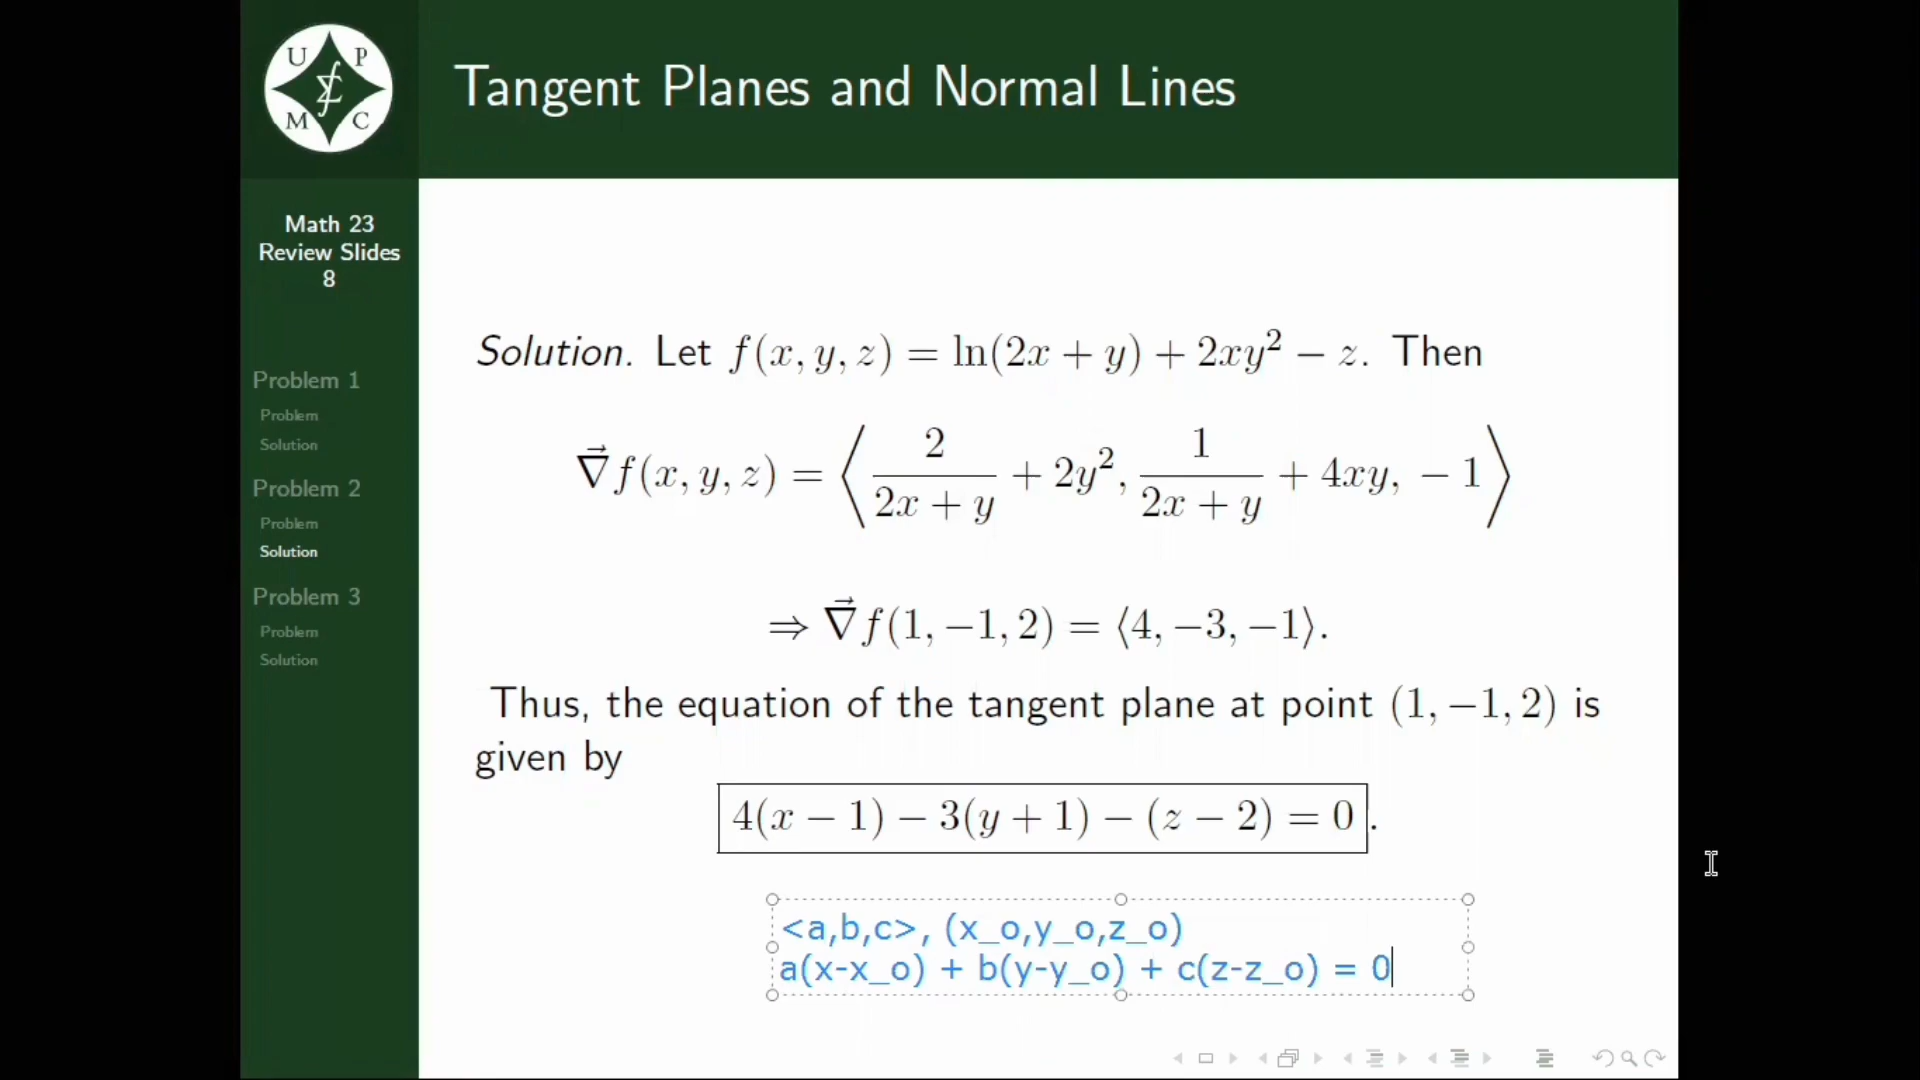 U P
M C
Tangent Planes and Normal Lines
Math 23
Review Slides
8
Problem 1
Problem
Solution
Problem 2
Problem
Solution
Problem 3
Problem
Solution
Solution. Let f(x, y, z) = ln(2x + y) + 2xy² − z. Then
∇⃗f(x, y, z) = ⟨2/(2x + y) + 2y², 1/(2x + y) + 4xy, −1⟩
⇒ ∇⃗f(1, −1, 2) = ⟨4, −3, −1⟩.
Thus, the equation of the tangent plane at point (1, −1, 2) is
given by
4(x − 1) − 3(y + 1) − (z − 2) = 0.
<a,b,c>, (x_o,y_o,z_o)
a(x-x_o) + b(y-y_o) + c(z-z_o) = 0